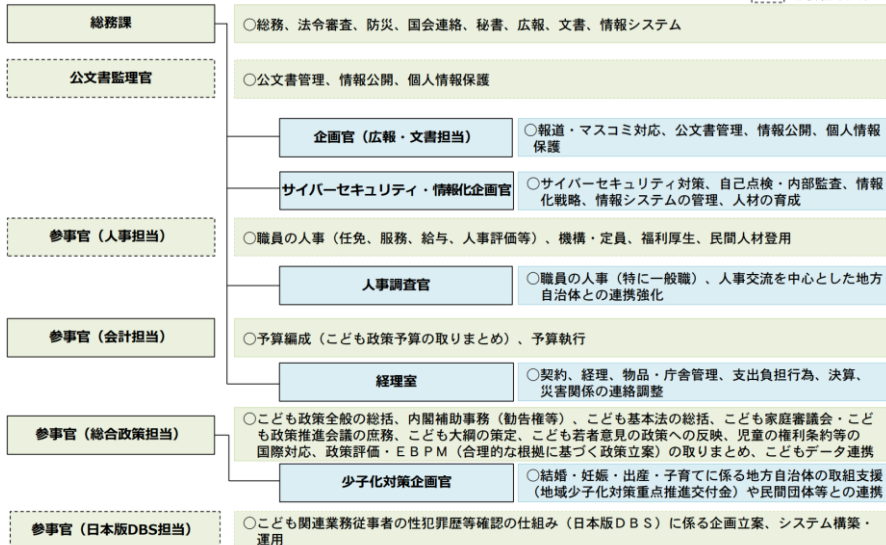 総務課
○総務、法令審査、防災、国会連絡、秘書、広報、文書、情報システム
公文書監理官
○公文書管理、情報公開、個人情報保護
企画官（広報・文書担当）
○報道・マスコミ対応、公文書管理、情報公開、個人情報
保護
サイバーセキュリティ・情報化企画官
○サイバーセキュリティ対策、自己点検・内部監査、情報
化戦略、情報システムの管理、人材の育成
参事官（人事担当）
○職員の人事（任免、服務、給与、人事評価等）、機構・定員、福利厚生、民間人材登用
人事調査官
○職員の人事（特に一般職）、人事交流を中心とした地方
自治体との連携強化
参事官（会計担当）
○予算編成（こども政策予算の取りまとめ）、予算執行
経理室
○契約、経理、物品・庁舎管理、支出負担行為、決算、
災害関係の連絡調整
参事官（総合政策担当）
○こども政策全般の総括、内閣補助事務（勧告権等）、こども基本法の総括、こども家庭審議会・こど
も政策推進会議の庶務、こども大綱の策定、こども若者意見の政策への反映、児童の権利条約等の
国際対応、政策評価・ＥＢＰＭ（合理的な根拠に基づく政策立案）の取りまとめ、こどもデータ連携
少子化対策企画官
○結婚・妊娠・出産・子育てに係る地方自治体の取組支援
（地域少子化対策重点推進交付金）や民間団体等との連携
参事官（日本版DBS担当）
○こども関連業務従事者の性犯罪歴等確認の仕組み（日本版ＤＢＳ）に係る企画立案、システム構築・
運用